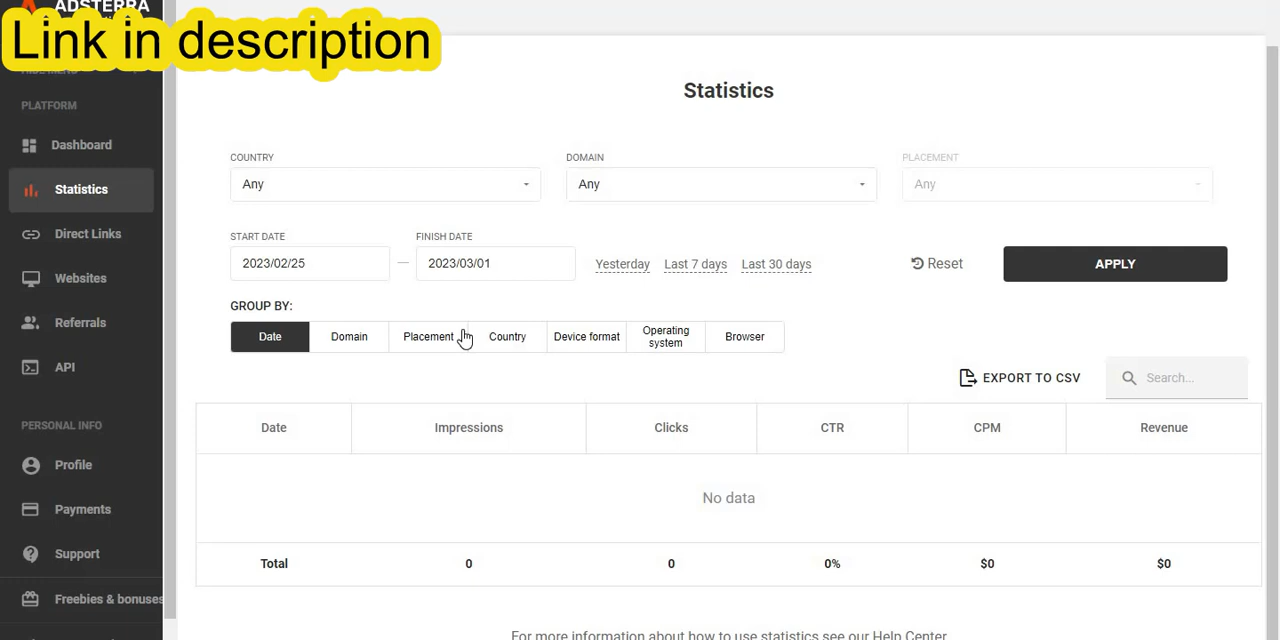 ADSTERRA
Link in description
PLATFORM
Dashboard
Statistics
Direct Links
Websites
Referrals
API
PERSONAL INFO
Profile
Payments
Support
Freebies & bonuses
Statistics
COUNTRY
DOMAIN
PLACEMENT
Any
Any
Any
START DATE
FINISH DATE
2023/02/25
2023/03/01
Yesterday
Last 7 days
Last 30 days
Reset
APPLY
GROUP BY:
Date
Domain
Placement
Country
Device format
Operating
system
Browser
EXPORT TO CSV
Search...
Date Impressions Clicks CTR CPM Revenue
No data
Total 0 0 0% $0 $0
For more information about how to use statistics see our Help Center